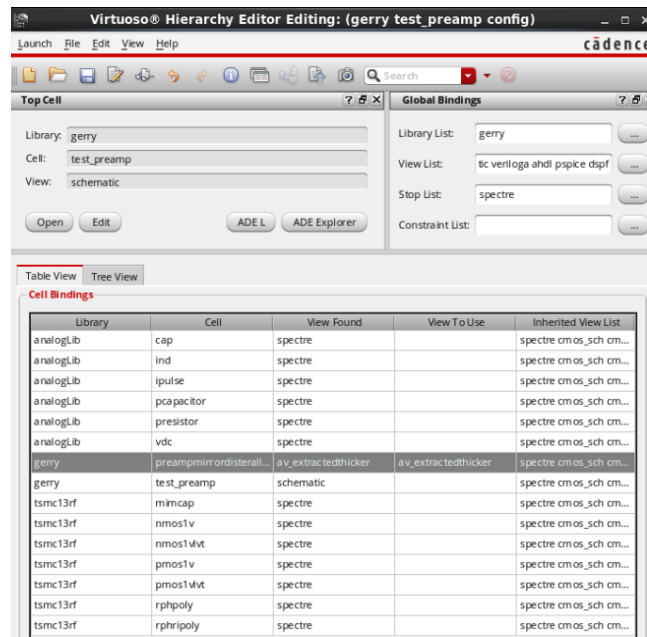 Virtuoso® Hierarchy Editor Editing: (gerry test_preamp config)
Launch File Edit View Help cādence
Search
Top Cell
Library: gerry
Cell: test_preamp
View: schematic
Open Edit ADE L ADE Explorer
Global Bindings
Library List: gerry ...
View List: tic veriloga ahdl pspice dspf ...
Stop List: spectre ...
Constraint List: ...
Table View Tree View
Cell Bindings
Library Cell View Found View To Use Inherited View List
analogLib cap spectre spectre cmos_sch cm...
analogLib ind spectre spectre cmos_sch cm...
analogLib ipulse spectre spectre cmos_sch cm...
analogLib pcapacitor spectre spectre cmos_sch cm...
analogLib presistor spectre spectre cmos_sch cm...
analogLib vdc spectre spectre cmos_sch cm...
gerry preampmirrordisterall... av_extractedthicker av_extractedthicker spectre cmos_sch cm...
gerry test_preamp schematic spectre cmos_sch cm...
tsmc13rf mimcap spectre spectre cmos_sch cm...
tsmc13rf nmos1v spectre spectre cmos_sch cm...
tsmc13rf nmos1vlvt spectre spectre cmos_sch cm...
tsmc13rf pmos1v spectre spectre cmos_sch cm...
tsmc13rf pmos1vlvt spectre spectre cmos_sch cm...
tsmc13rf rphpoly spectre spectre cmos_sch cm...
tsmc13rf rphripoly spectre spectre cmos_sch cm...